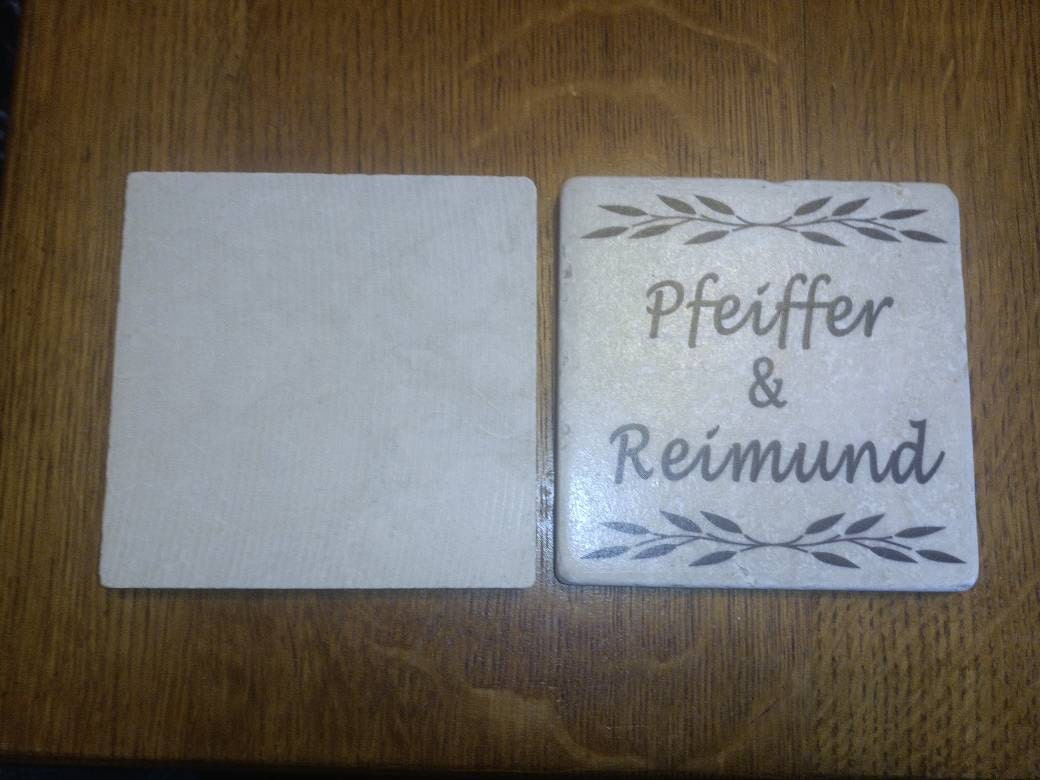 Pfeiffer
&
Reimund